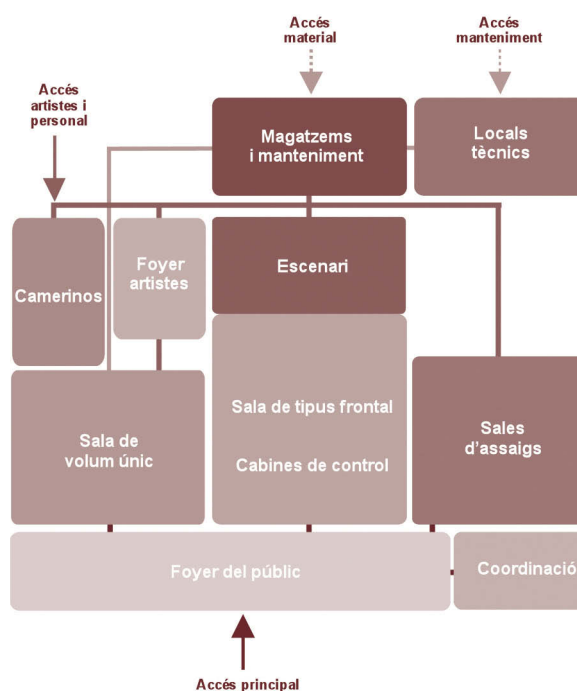 Accés
material
Accés
manteniment
Accés
artistes i
personal
Magatzems
i manteniment
Locals
tècnics
Camerinos
Foyer
artistes
Escenari
Sala de
volum únic
Sala de tipus frontal
Cabines de control
Sales
d'assaigs
Foyer del públic
Coordinació
Accés principal